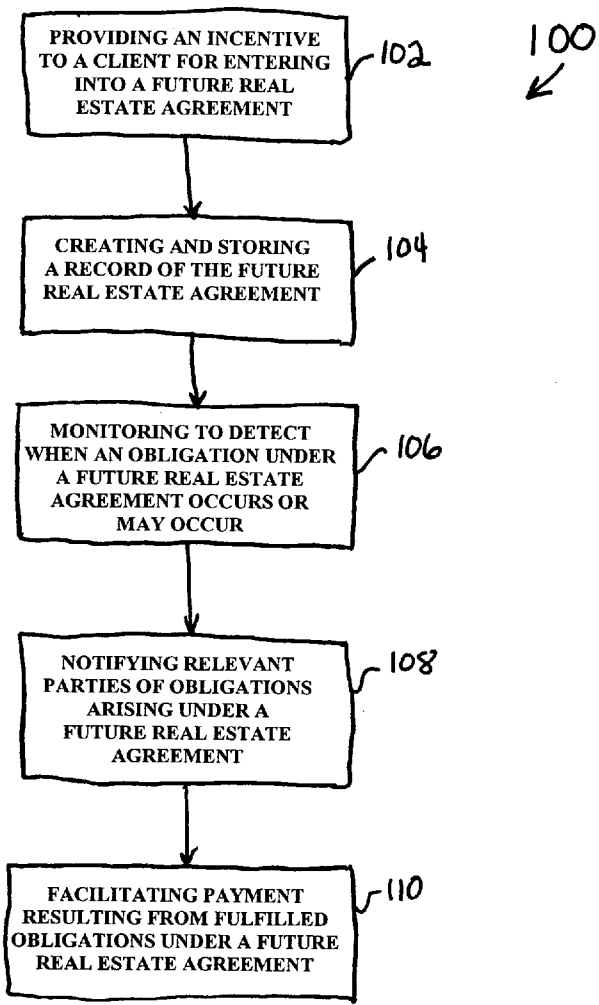 PROVIDING AN INCENTIVE
TO A CLIENT FOR ENTERING
INTO A FUTURE REAL
ESTATE AGREEMENT
102
100
CREATING AND STORING
A RECORD OF THE FUTURE
REAL ESTATE AGREEMENT
104
MONITORING TO DETECT
WHEN AN OBLIGATION UNDER
A FUTURE REAL ESTATE
AGREEMENT OCCURS OR
MAY OCCUR
106
NOTIFYING RELEVANT
PARTIES OF OBLIGATIONS
ARISING UNDER A
FUTURE REAL ESTATE
AGREEMENT
108
FACILITATING PAYMENT
RESULTING FROM FULFILLED
OBLIGATIONS UNDER A FUTURE
REAL ESTATE AGREEMENT
110